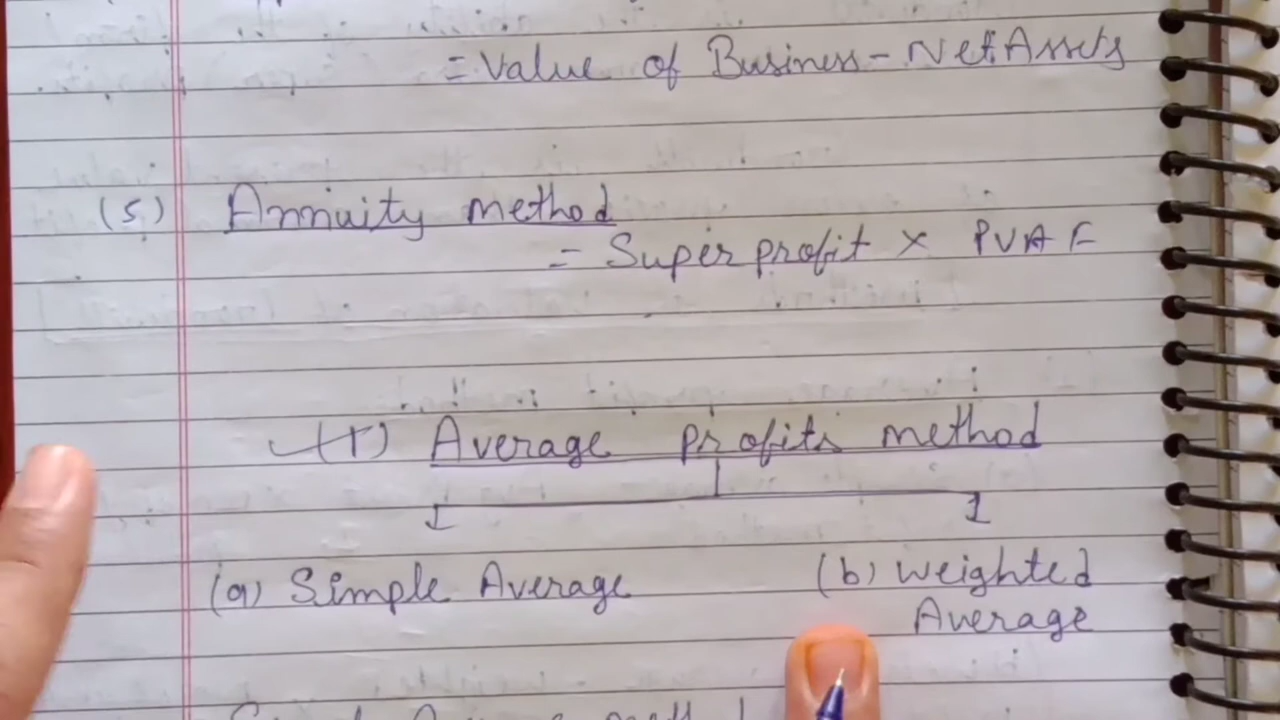 = Value of Business - Net Assets
(5) Annuity method
= Super profit × PVAF
(1) Average profits method
(a) Simple Average (b) Weighted
Average